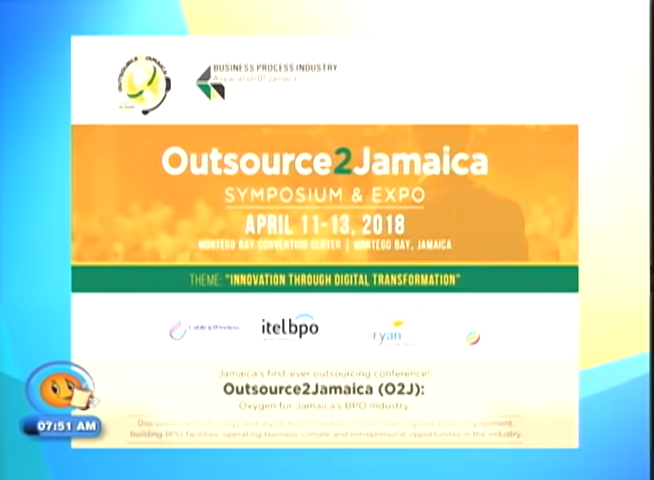 OUTSOURCE JAMAICA
BUSINESS PROCESS INDUSTRY
Association Of Jamaica
Outsource2Jamaica
SYMPOSIUM & EXPO
APRIL 11-13, 2018
MONTEGO BAY CONVENTION CENTER | MONTEGO BAY, JAMAICA
THEME: "INNOVATION THROUGH DIGITAL TRANSFORMATION"
Cable & Wireless
itelbpo
ryan
Jamaica's first-ever outsourcing conference!
Outsource2Jamaica (O2J):
Oxygen for Jamaica's BPO Industry
building BPO facilities, operating business climate and entrepreneurial opportunities in the industry.
07:51 AM